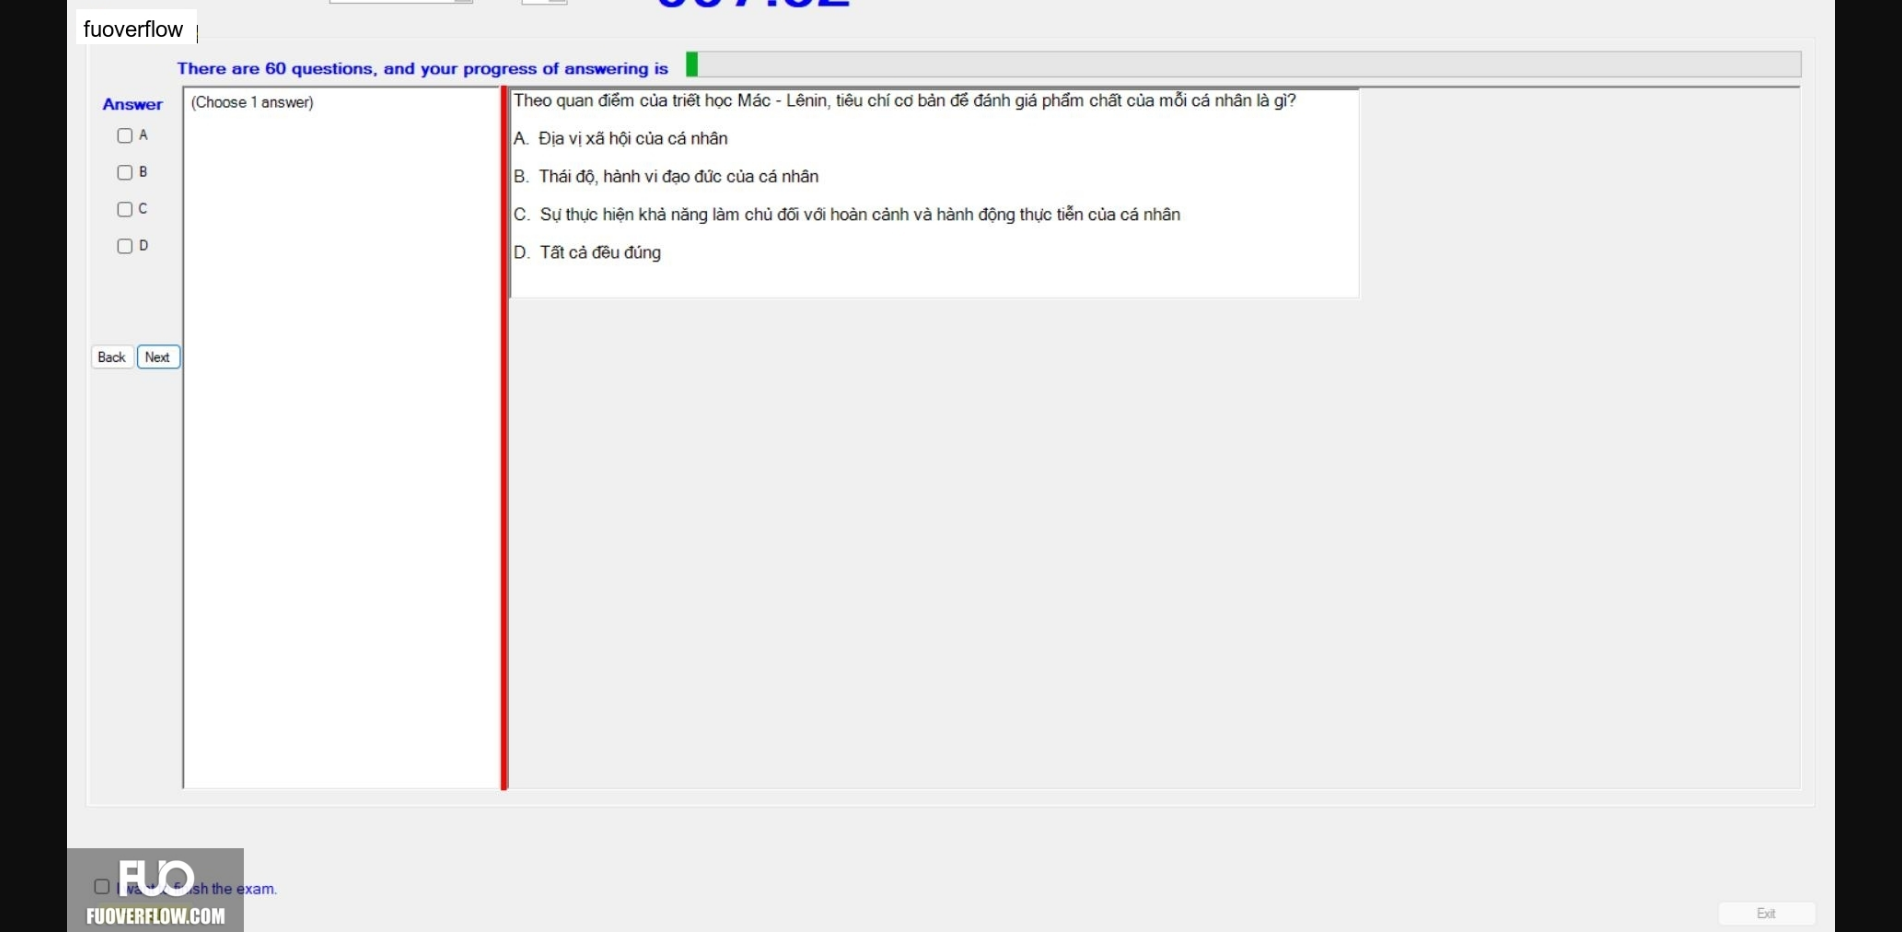 fuoverflow
There are 60 questions, and your progress of answering is
Answer
(Choose 1 answer)
A
B
C
D
Back
Next
Theo quan điểm của triết học Mác - Lênin, tiêu chí cơ bản để đánh giá phẩm chất của mỗi cá nhân là gì?
A. Địa vị xã hội của cá nhân
B. Thái độ, hành vi đạo đức của cá nhân
C. Sự thực hiện khả năng làm chủ đối với hoàn cảnh và hành động thực tiễn của cá nhân
D. Tất cả đều đúng
FUO
the exam.
FUOVERFLOW.COM
Exit